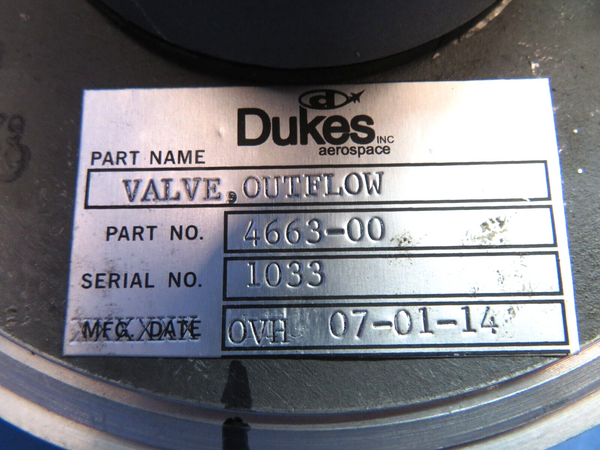 d
Dukes INC
aerospace
PART NAME
VALVE,OUTFLOW
PART NO. 4663-00
SERIAL NO. 1033
MFG. DATE OVH 07-01-14